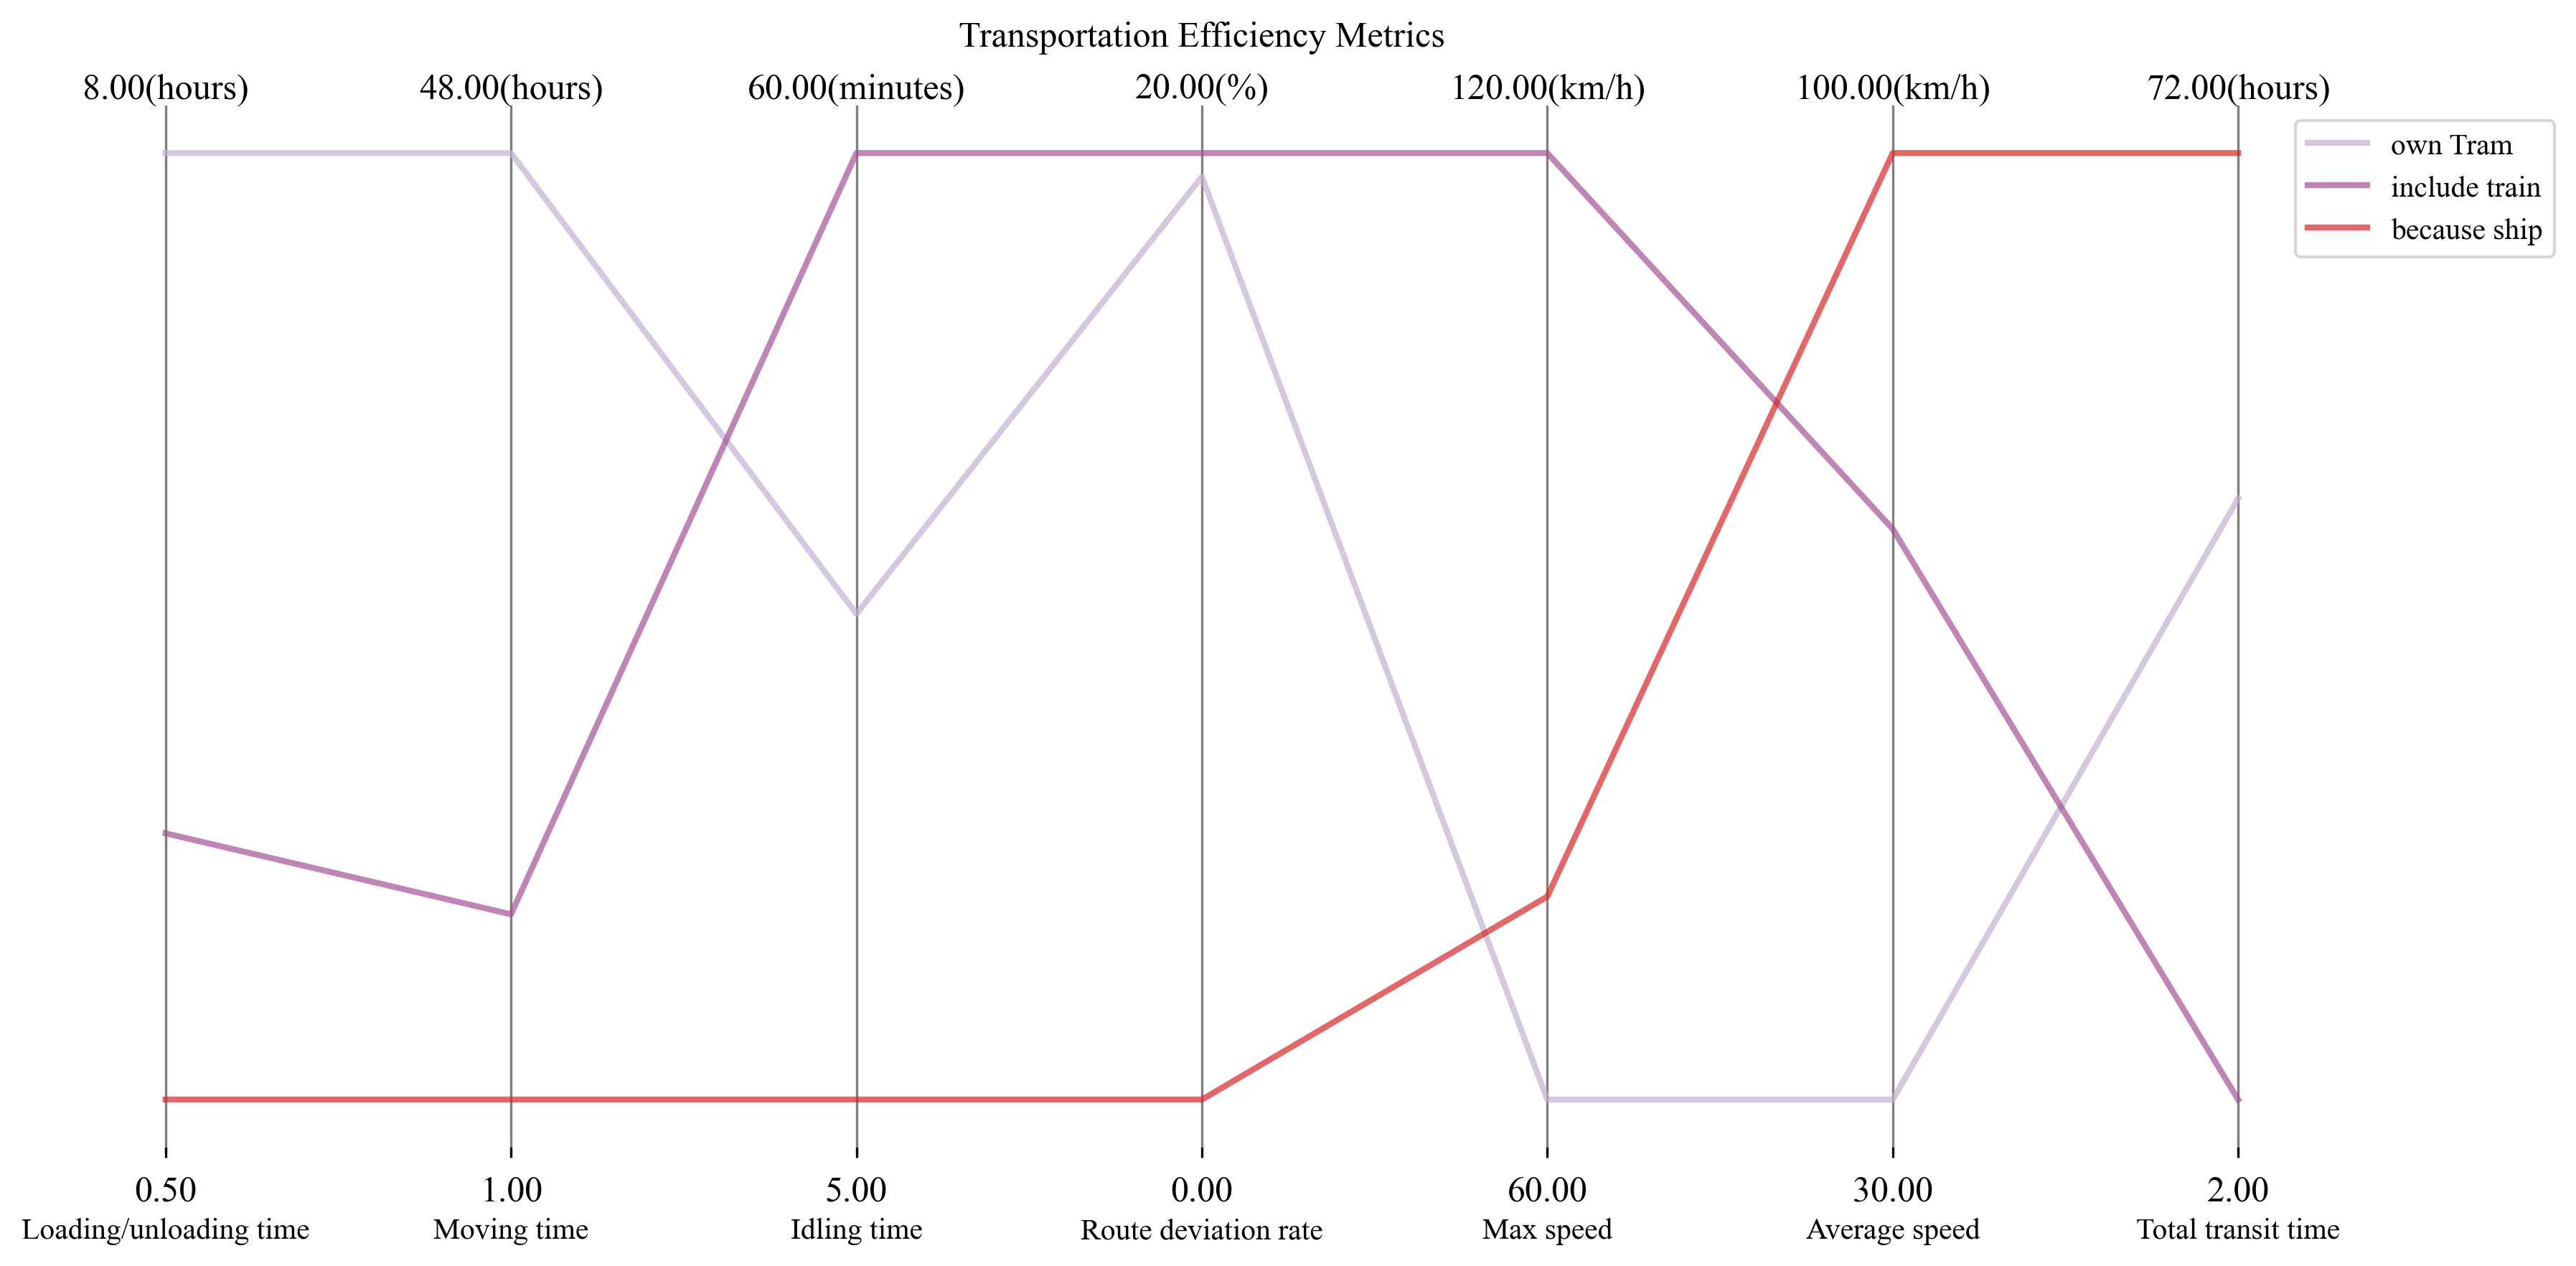 Transportation Efficiency Metrics
8.00(hours) 48.00(hours) 60.00(minutes) 20.00(%) 120.00(km/h) 100.00(km/h) 72.00(hours)
own Tram
include train
because ship
0.50 1.00 5.00 0.00 60.00 30.00 2.00
Loading/unloading time Moving time Idling time Route deviation rate Max speed Average speed Total transit time